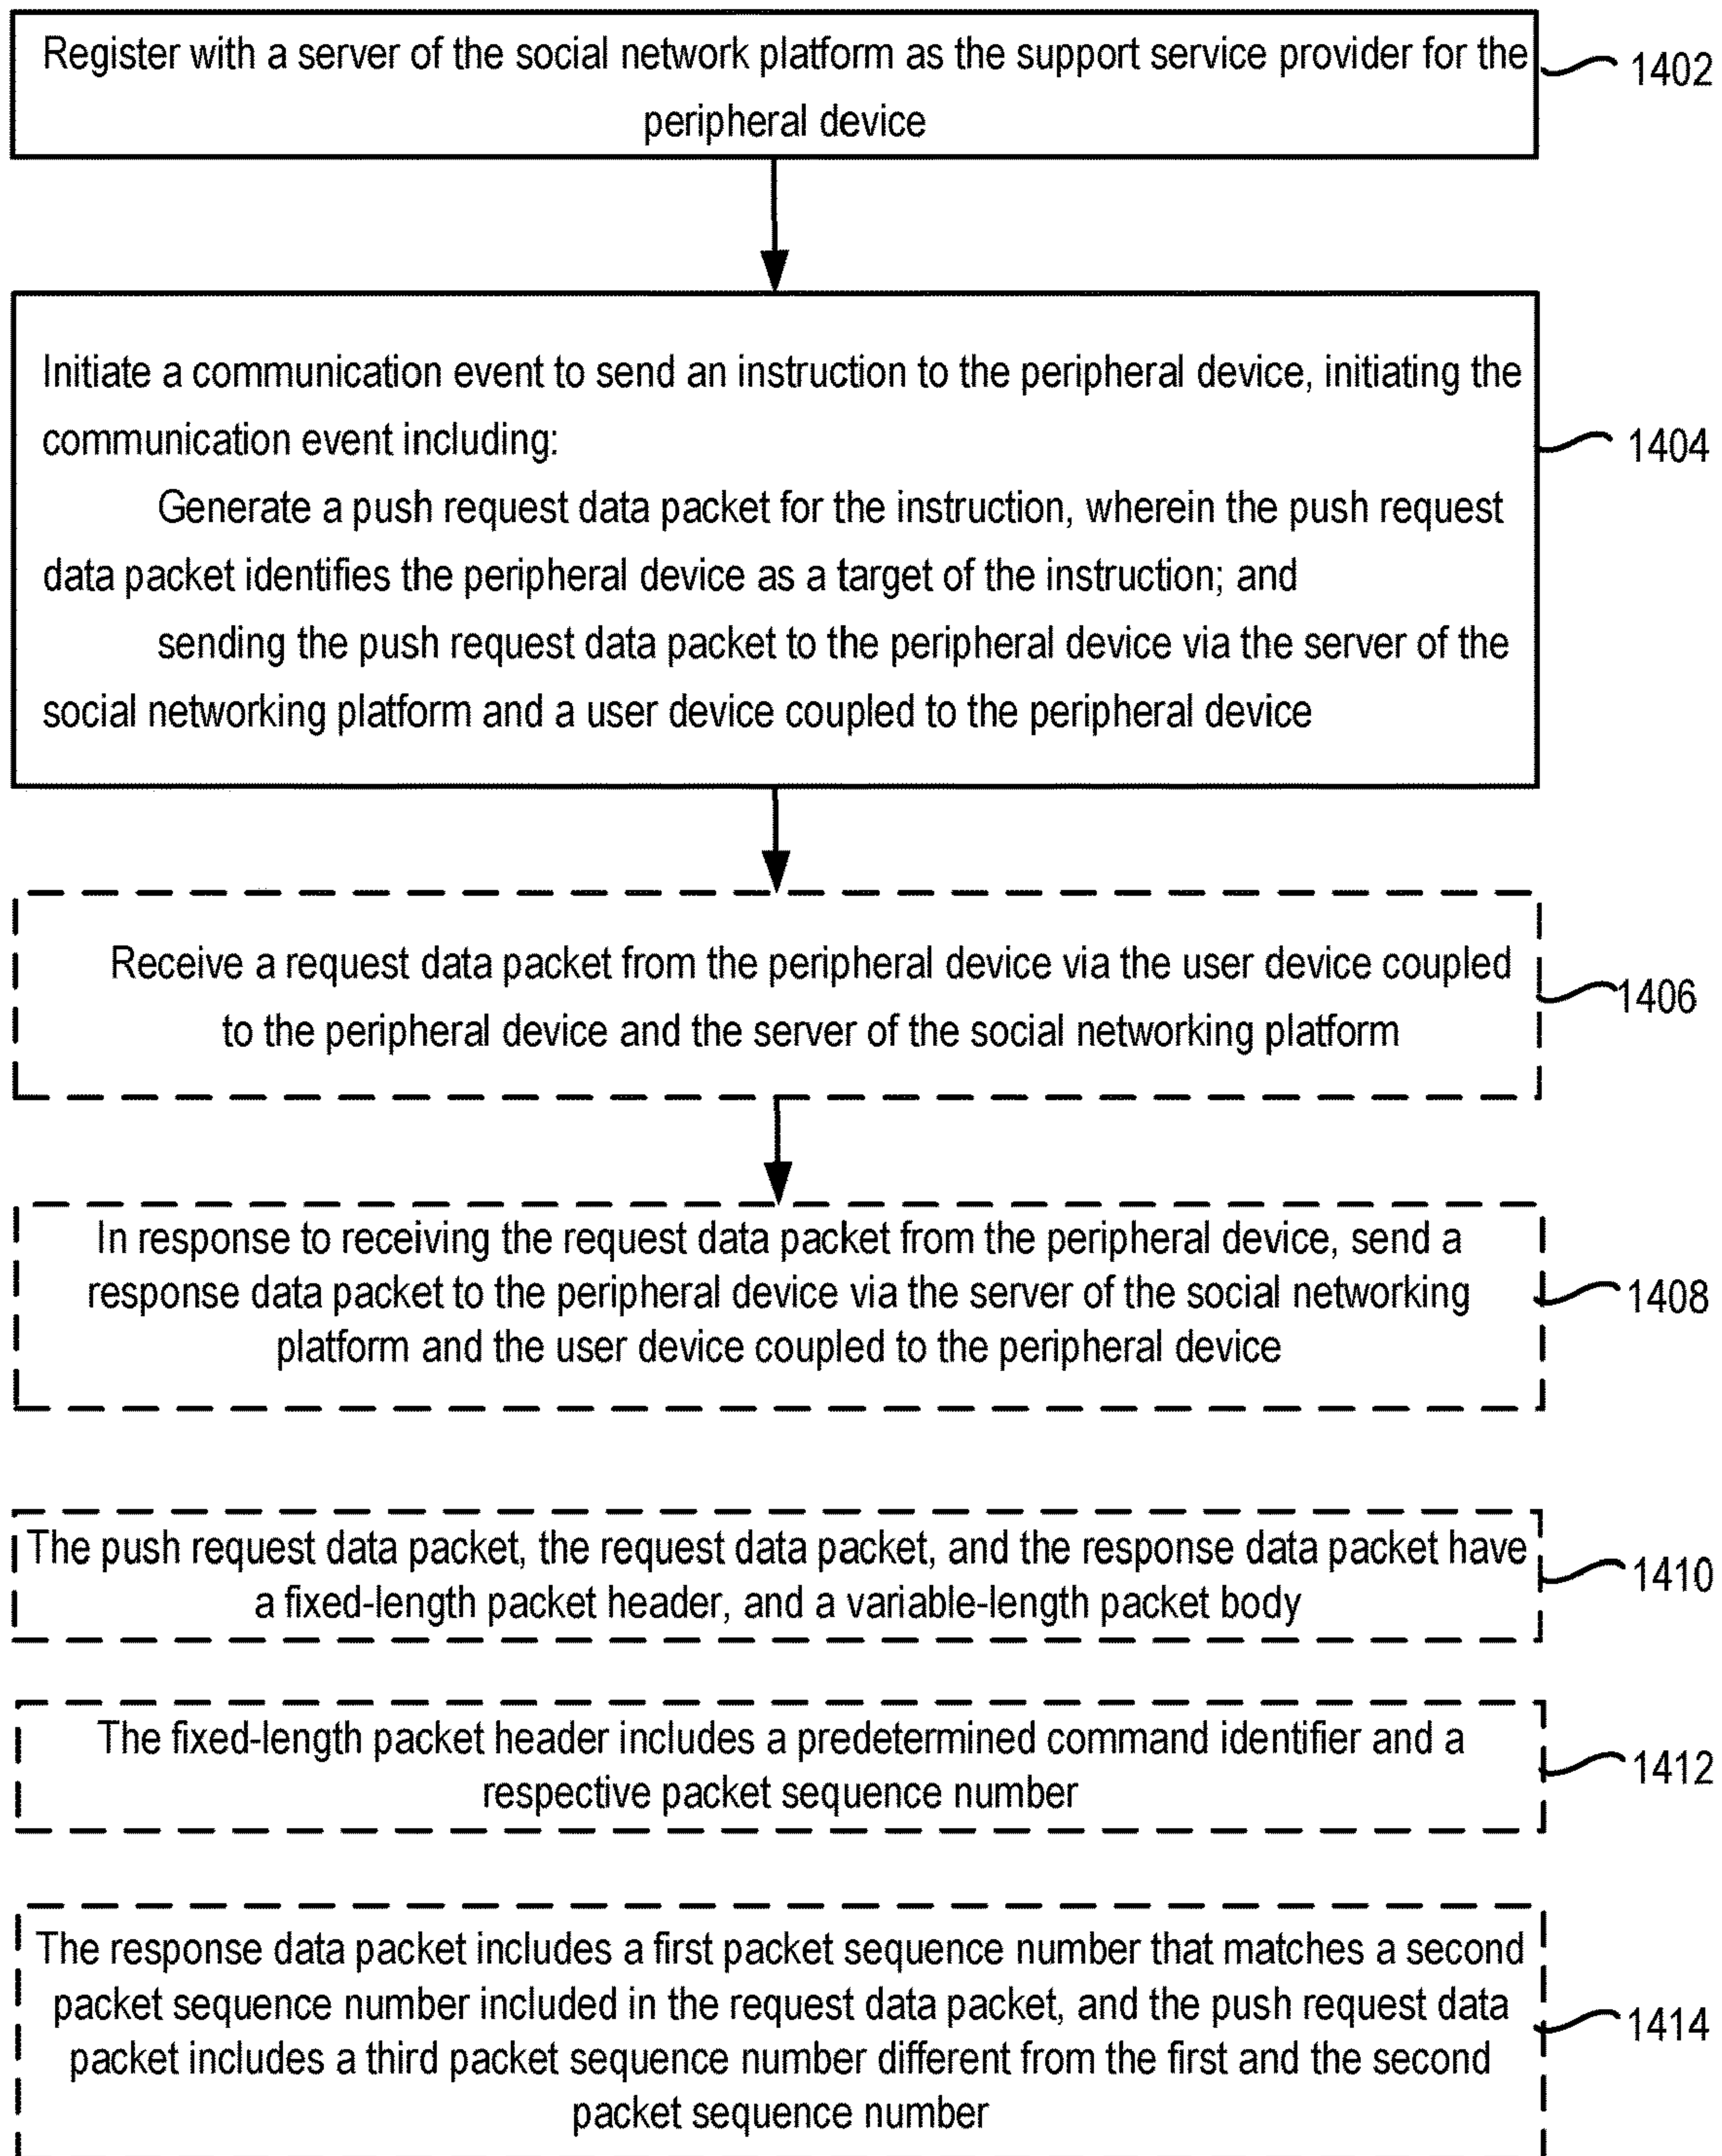 Register with a server of the social network platform as the support service provider for the
peripheral device
1402
Initiate a communication event to send an instruction to the peripheral device, initiating the
communication event including:
Generate a push request data packet for the instruction, wherein the push request
data packet identifies the peripheral device as a target of the instruction; and
sending the push request data packet to the peripheral device via the server of the
social networking platform and a user device coupled to the peripheral device
1404
Receive a request data packet from the peripheral device via the user device coupled
to the peripheral device and the server of the social networking platform
1406
In response to receiving the request data packet from the peripheral device, send a
response data packet to the peripheral device via the server of the social networking
platform and the user device coupled to the peripheral device
1408
The push request data packet, the request data packet, and the response data packet have
a fixed-length packet header, and a variable-length packet body
1410
The fixed-length packet header includes a predetermined command identifier and a
respective packet sequence number
1412
The response data packet includes a first packet sequence number that matches a second
packet sequence number included in the request data packet, and the push request data
packet includes a third packet sequence number different from the first and the second
packet sequence number
1414